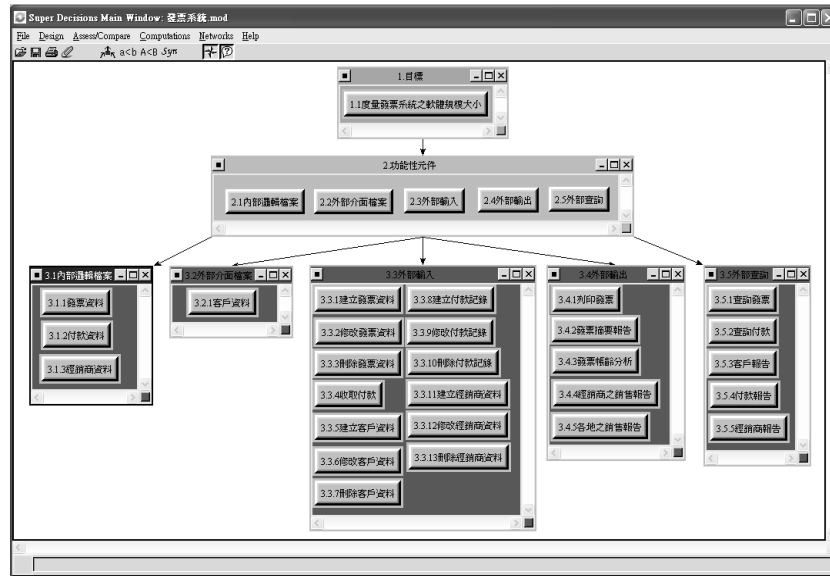 Super Decisions Main Window: 發票系統.mod
File Design Assess/Compare Computations Networks Help
a<b A<B Syn
1.目標
1.1度量發票系統之軟體規模大小
2.功能性元件
2.1內部邏輯檔案 2.2外部介面檔案 2.3外部輸入 2.4外部輸出 2.5外部查詢
3.1內部邏輯檔案
3.1.1發票資料
3.1.2付款資料
3.1.3經銷商資料
3.2外部介面檔案
3.2.1客戶資料
3.3外部輸入
3.3.1建立發票資料 3.3.8建立付款記錄
3.3.2修改發票資料 3.3.9修改付款記錄
3.3.3刪除發票資料 3.3.10刪除付款記錄
3.3.4收取付款 3.3.11建立經銷商資料
3.3.5建立客戶資料 3.3.12修改經銷商資料
3.3.6修改客戶資料 3.3.13刪除經銷商資料
3.3.7刪除客戶資料
3.4外部輸出
3.4.1列印發票
3.4.2發票摘要報告
3.4.3發票帳齡分析
3.4.4經銷商之銷售報告
3.4.5各地之銷售報告
3.5外部查詢
3.5.1查詢發票
3.5.2查詢付款
3.5.3客戶報告
3.5.4付款報告
3.5.5經銷商報告